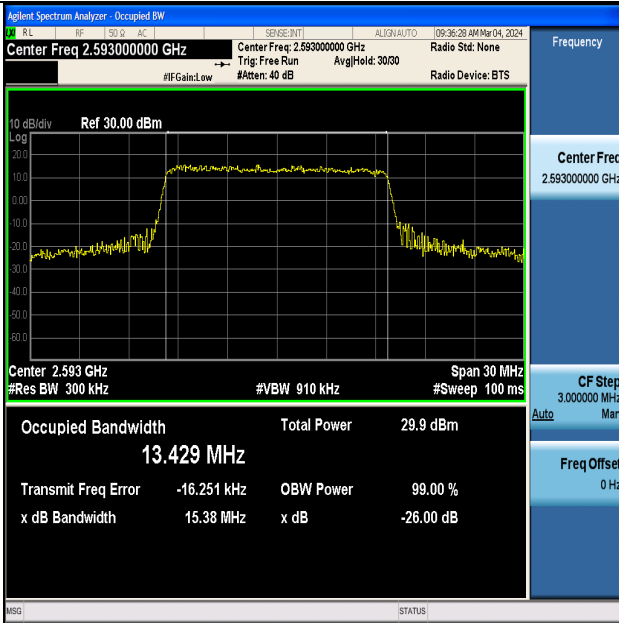 Agilent Spectrum Analyzer - Occupied BW
LXI RL RF 50 Ω AC SENSE:INT ALIGN AUTO 09:36:28 AM Mar 04, 2024
Center Freq 2.593000000 GHz
Center Freq: 2.593000000 GHz
Radio Std: None
Trig: Free Run Avg|Hold: 30/30
#IFGain:Low
#Atten: 40 dB
Radio Device: BTS
Frequency
10 dB/div Ref 30.00 dBm
Log
20.0
10.0
0.00
-10.0
-20.0
-30.0
-40.0
-50.0
-60.0
Center Freq
2.593000000 GHz
Center 2.593 GHz
Span 30 MHz
#Res BW 300 kHz
#VBW 910 kHz
#Sweep 100 ms
CF Step
3.000000 MHz
Auto Man
Occupied Bandwidth
13.429 MHz
Total Power 29.9 dBm
Transmit Freq Error -16.251 kHz
OBW Power 99.00 %
x dB Bandwidth 15.38 MHz
x dB -26.00 dB
Freq Offset
0 Hz
MSG
STATUS